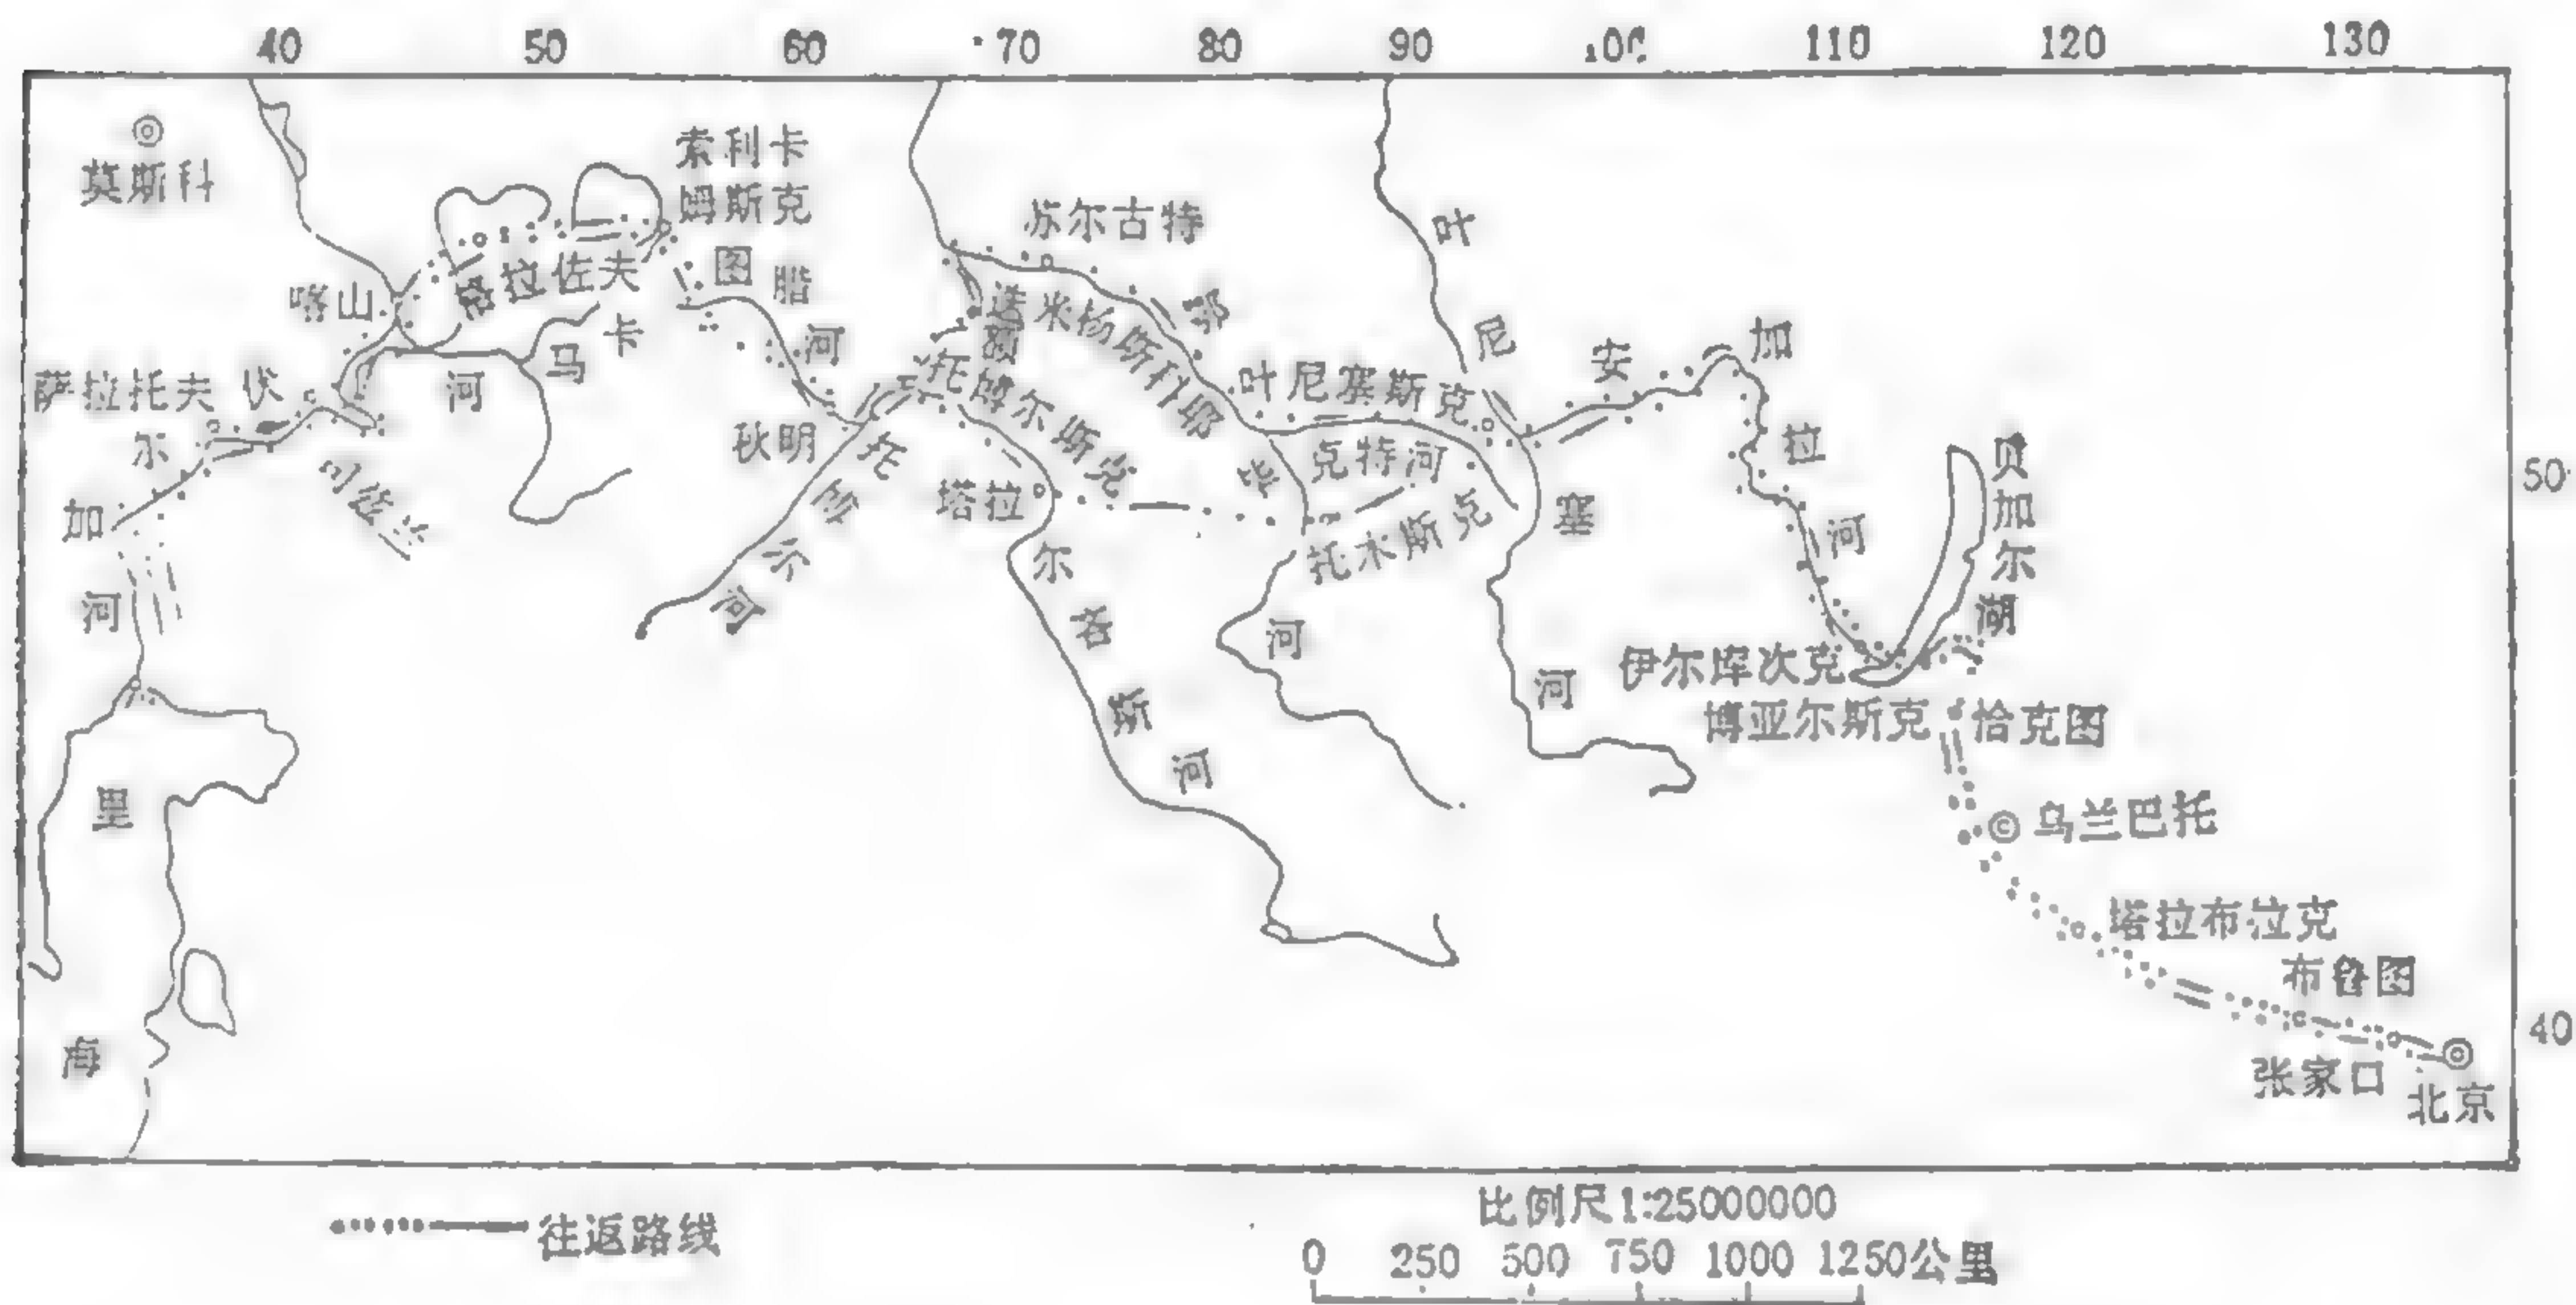 40 50 60 70 80 90 100 110 120 130
莫斯科
索利卡
姆斯克
苏尔古特
叶
尼
塞
河
喀山
格拉佐夫
图腊
河
卡
马
河
萨拉托夫
伏
尔
加
河
秋明
托
尔
河
托博尔斯克
塔拉
鄂
毕
河
额
尔
齐
斯
河
叶尼塞斯克
克特河
托木斯克
安
加
拉
河
贝
加
尔
湖
50
伊尔库次克
博亚尔斯克
恰克图
乌兰巴托
塔拉布拉克
布鲁图
张家口
北京
40
里
海
往返路线
比例尺1:25000000
0 250 500 750 1000 1250公里